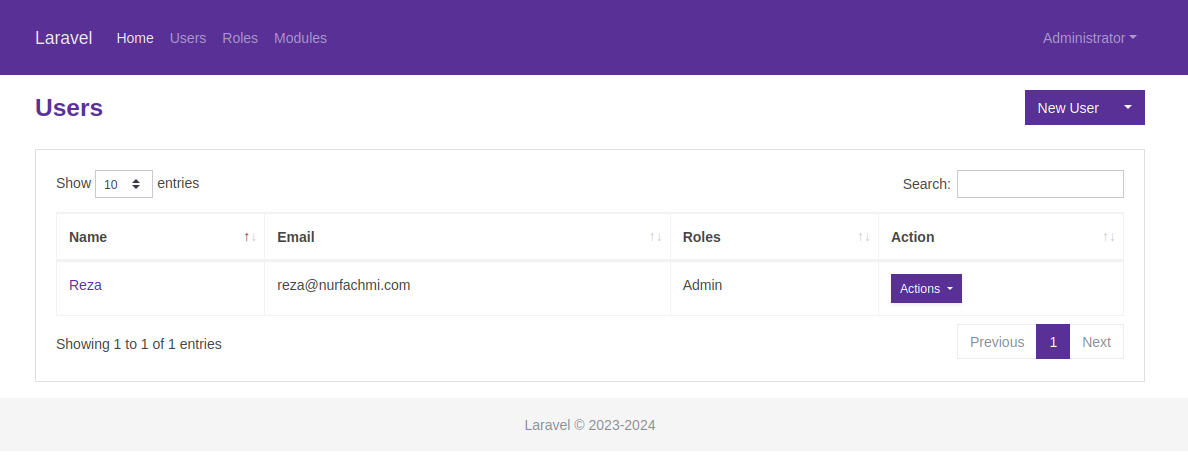 Laravel Home Users Roles Modules Administrator
Users New User
Show 10 entries Search:
Name Email Roles Action
Reza reza@nurfachmi.com Admin Actions
Showing 1 to 1 of 1 entries Previous 1 Next
Laravel © 2023-2024